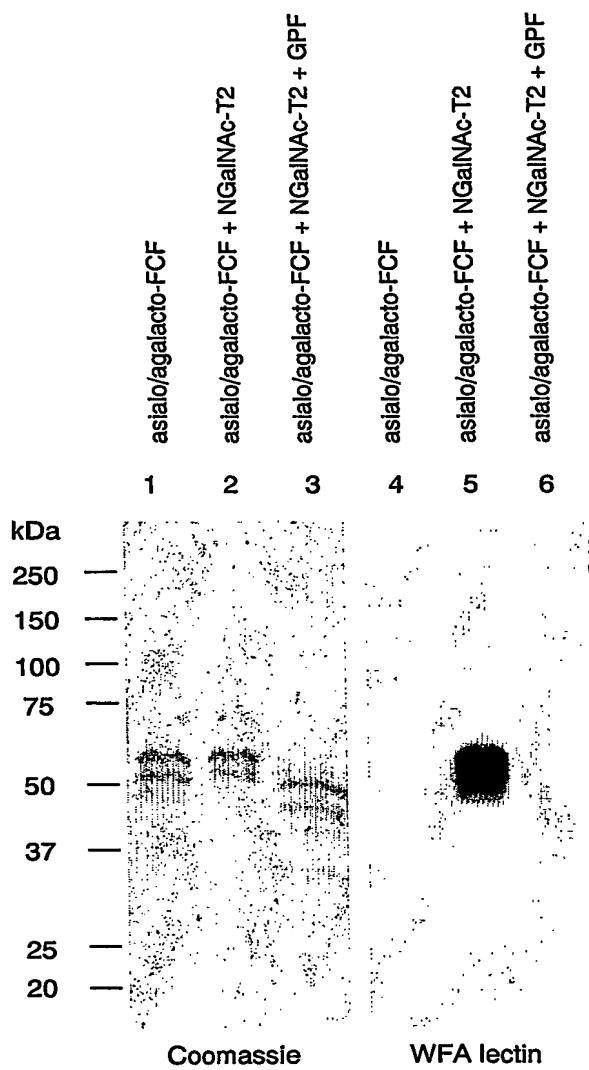 asialo/agalacto-FCF
asialo/agalacto-FCF + NGalNAc-T2
asialo/agalacto-FCF + NGalNAc-T2 + GPF
asialo/agalacto-FCF
asialo/agalacto-FCF + NGalNAc-T2
asialo/agalacto-FCF + NGalNAc-T2 + GPF
1 2 3 4 5 6
kDa
250
150
100
75
50
37
25
20
Coomassie WFA lectin